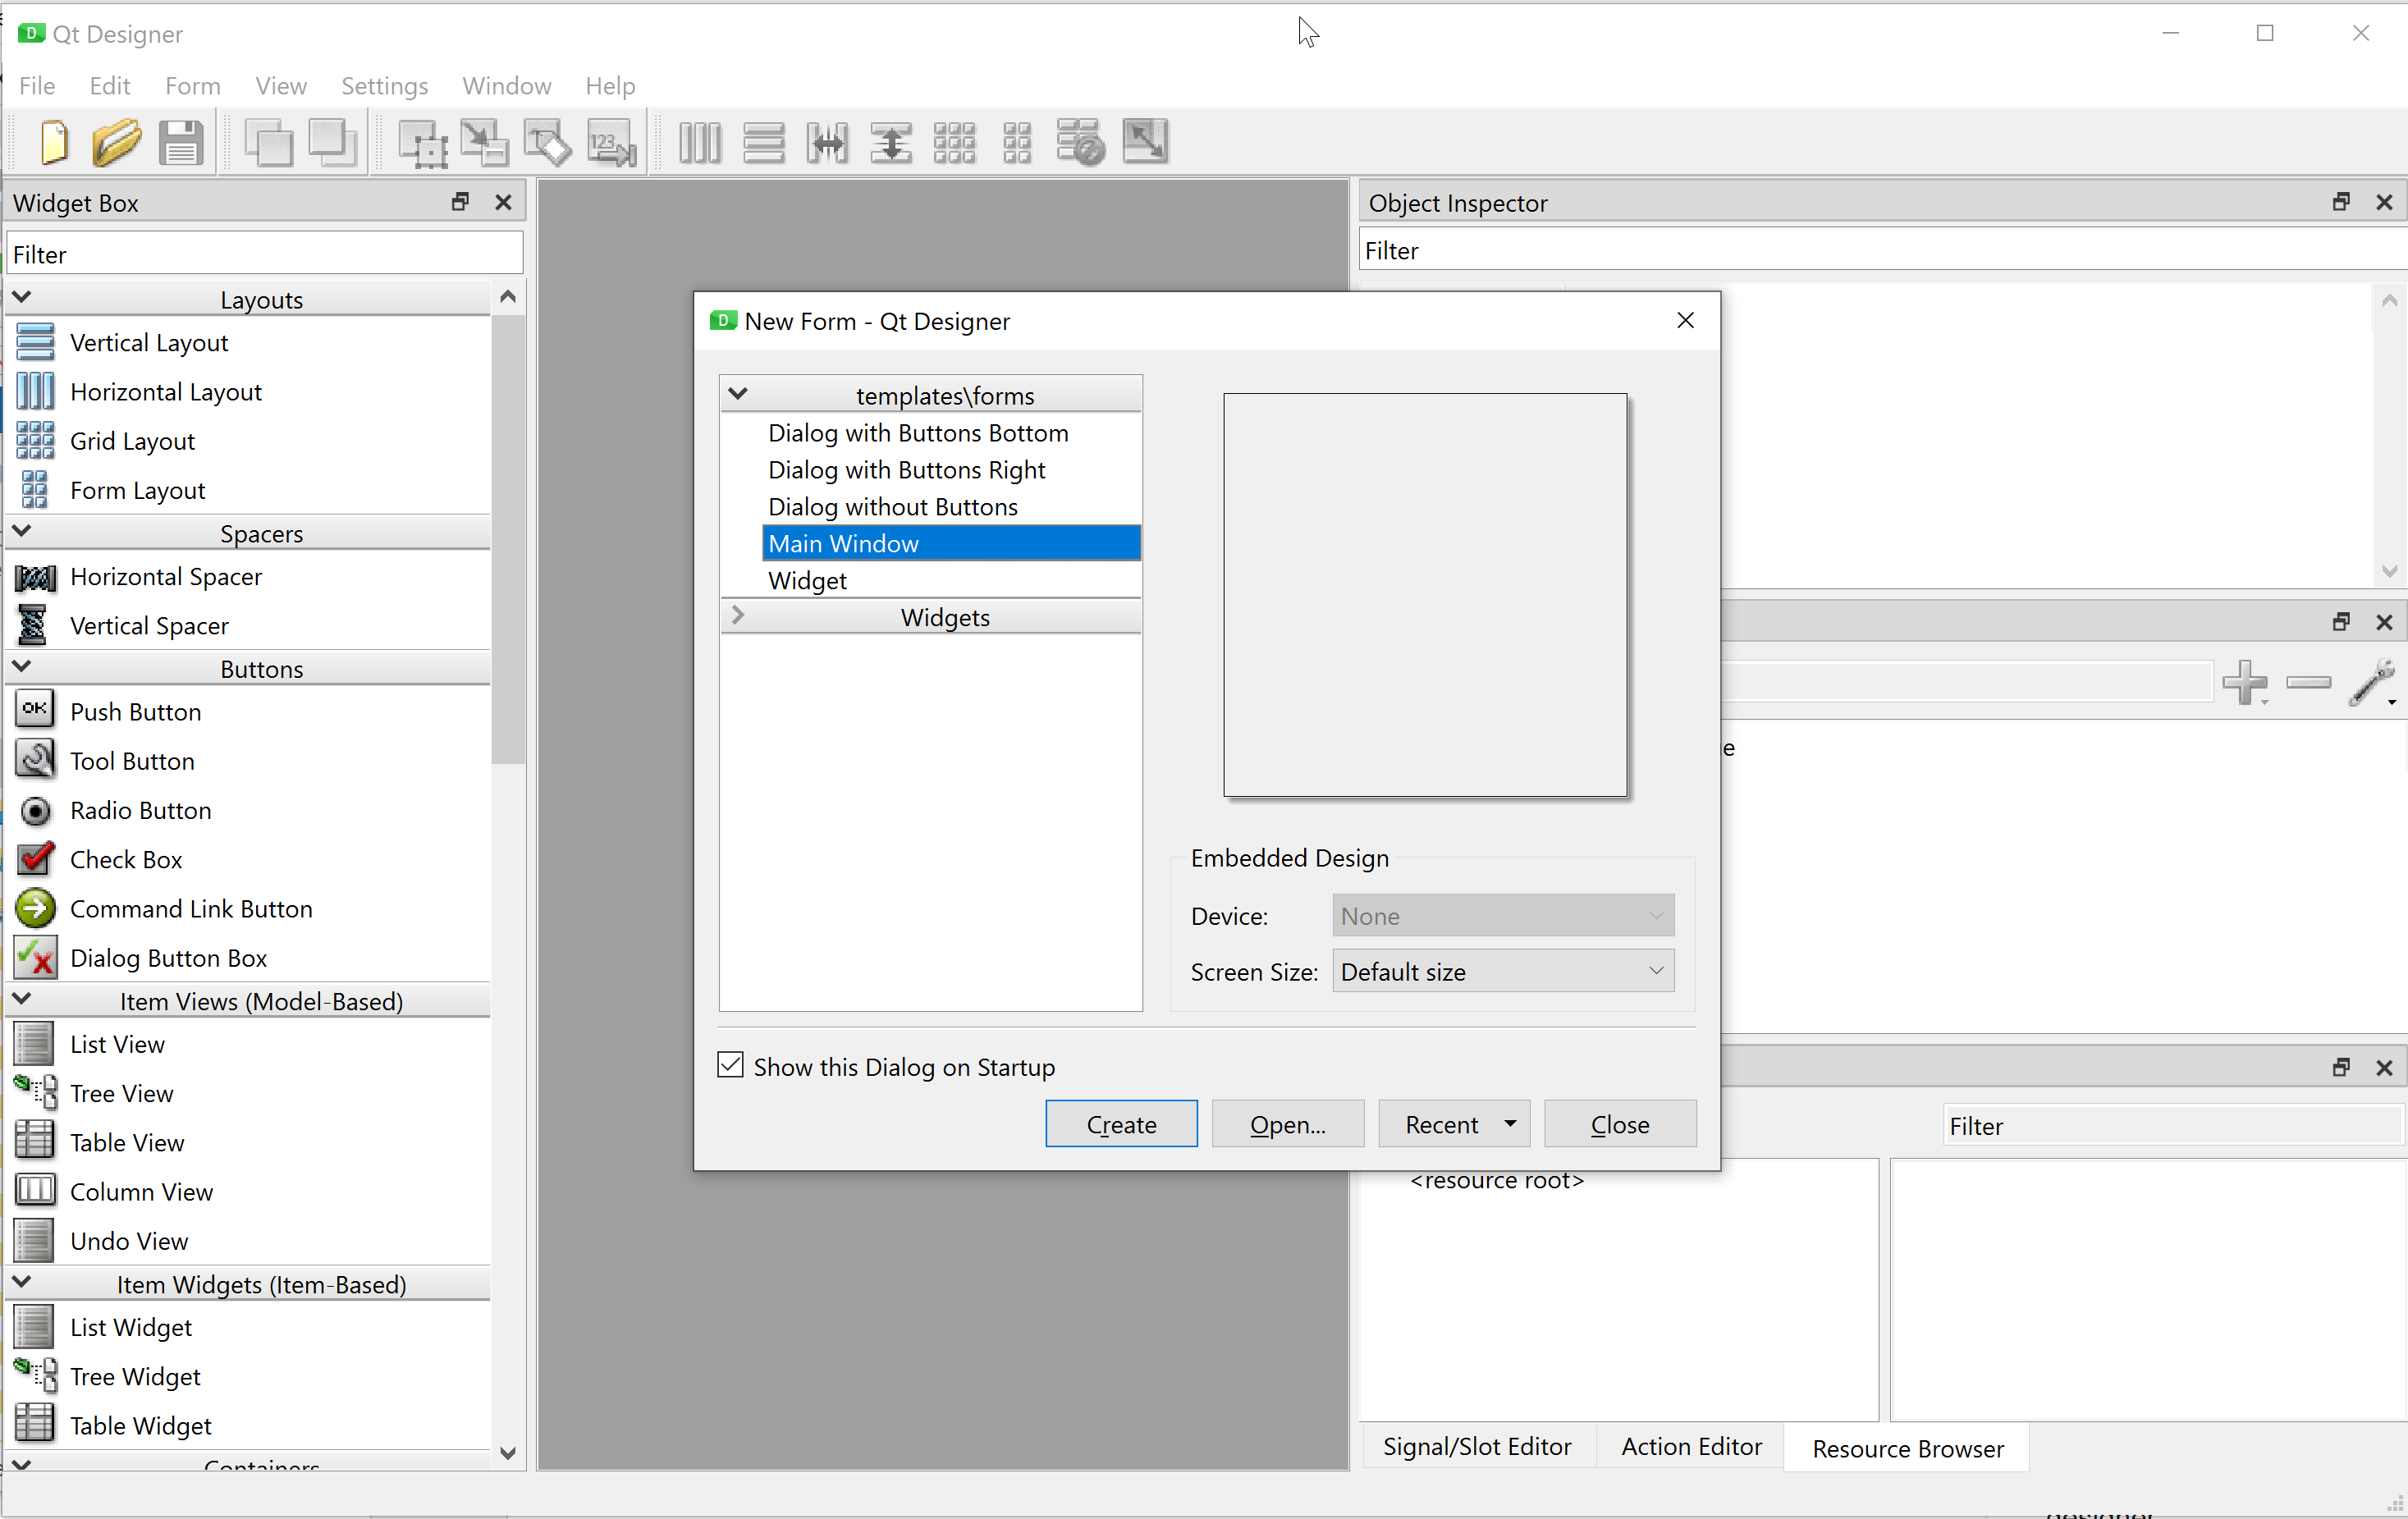 Qt Designer
File Edit Form View Settings Window Help
Widget Box
Filter
Layouts
Vertical Layout
Horizontal Layout
Grid Layout
Form Layout
Spacers
Horizontal Spacer
Vertical Spacer
Buttons
OK Push Button
Tool Button
Radio Button
Check Box
Command Link Button
Dialog Button Box
Item Views (Model-Based)
List View
Tree View
Table View
Column View
Undo View
Item Widgets (Item-Based)
List Widget
Tree Widget
Table Widget
Containers
New Form - Qt Designer
templates\forms
Dialog with Buttons Bottom
Dialog with Buttons Right
Dialog without Buttons
Main Window
Widget
Widgets
Embedded Design
Device: None
Screen Size: Default size
Show this Dialog on Startup
Create Open... Recent Close
Object Inspector
Filter
Filter
<resource root>
Signal/Slot Editor Action Editor Resource Browser